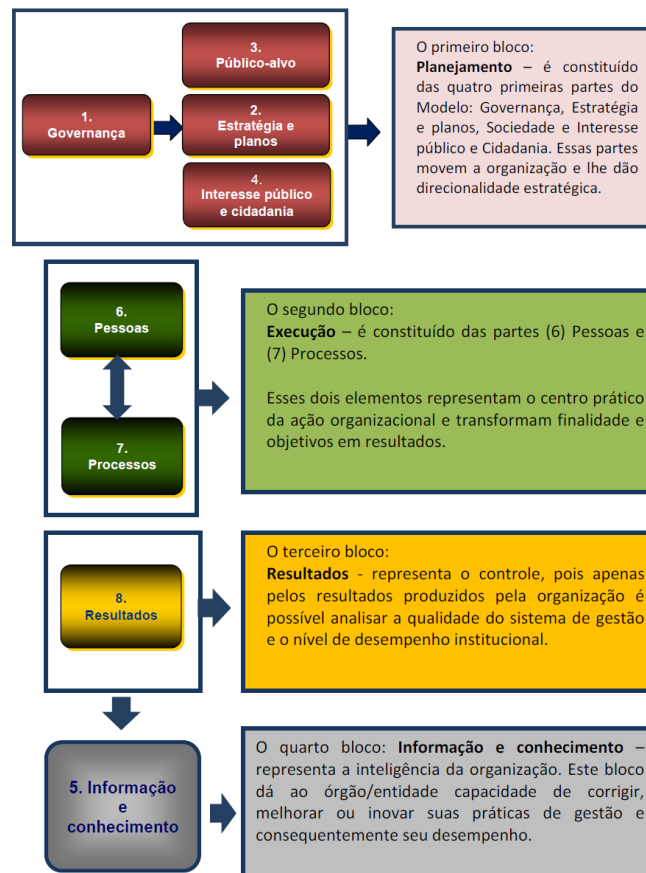 3.
Público-alvo
1.
Governança
2.
Estratégia e
planos
4.
Interesse público
e cidadania
O primeiro bloco:
Planejamento – é constituído
das quatro primeiras partes do
Modelo: Governança, Estratégia
e planos, Sociedade e Interesse
público e Cidadania. Essas partes
movem a organização e lhe dão
direcionalidade estratégica.
6.
Pessoas
7.
Processos
O segundo bloco:
Execução – é constituído das partes (6) Pessoas e
(7) Processos.
Esses dois elementos representam o centro prático
da ação organizacional e transformam finalidade e
objetivos em resultados.
8.
Resultados
O terceiro bloco:
Resultados - representa o controle, pois apenas
pelos resultados produzidos pela organização é
possível analisar a qualidade do sistema de gestão
e o nível de desempenho institucional.
5. Informação
e
conhecimento
O quarto bloco: Informação e conhecimento –
representa a inteligência da organização. Este bloco
dá ao órgão/entidade capacidade de corrigir,
melhorar ou inovar suas práticas de gestão e
consequentemente seu desempenho.